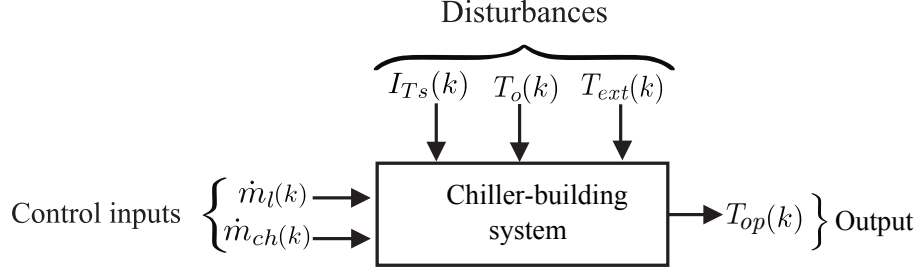 Disturbances
I_{Ts}(k) T_o(k) T_{ext}(k)
Control inputs
ṁ_l(k)
ṁ_{ch}(k)
Chiller-building
system
T_{op}(k)
Output